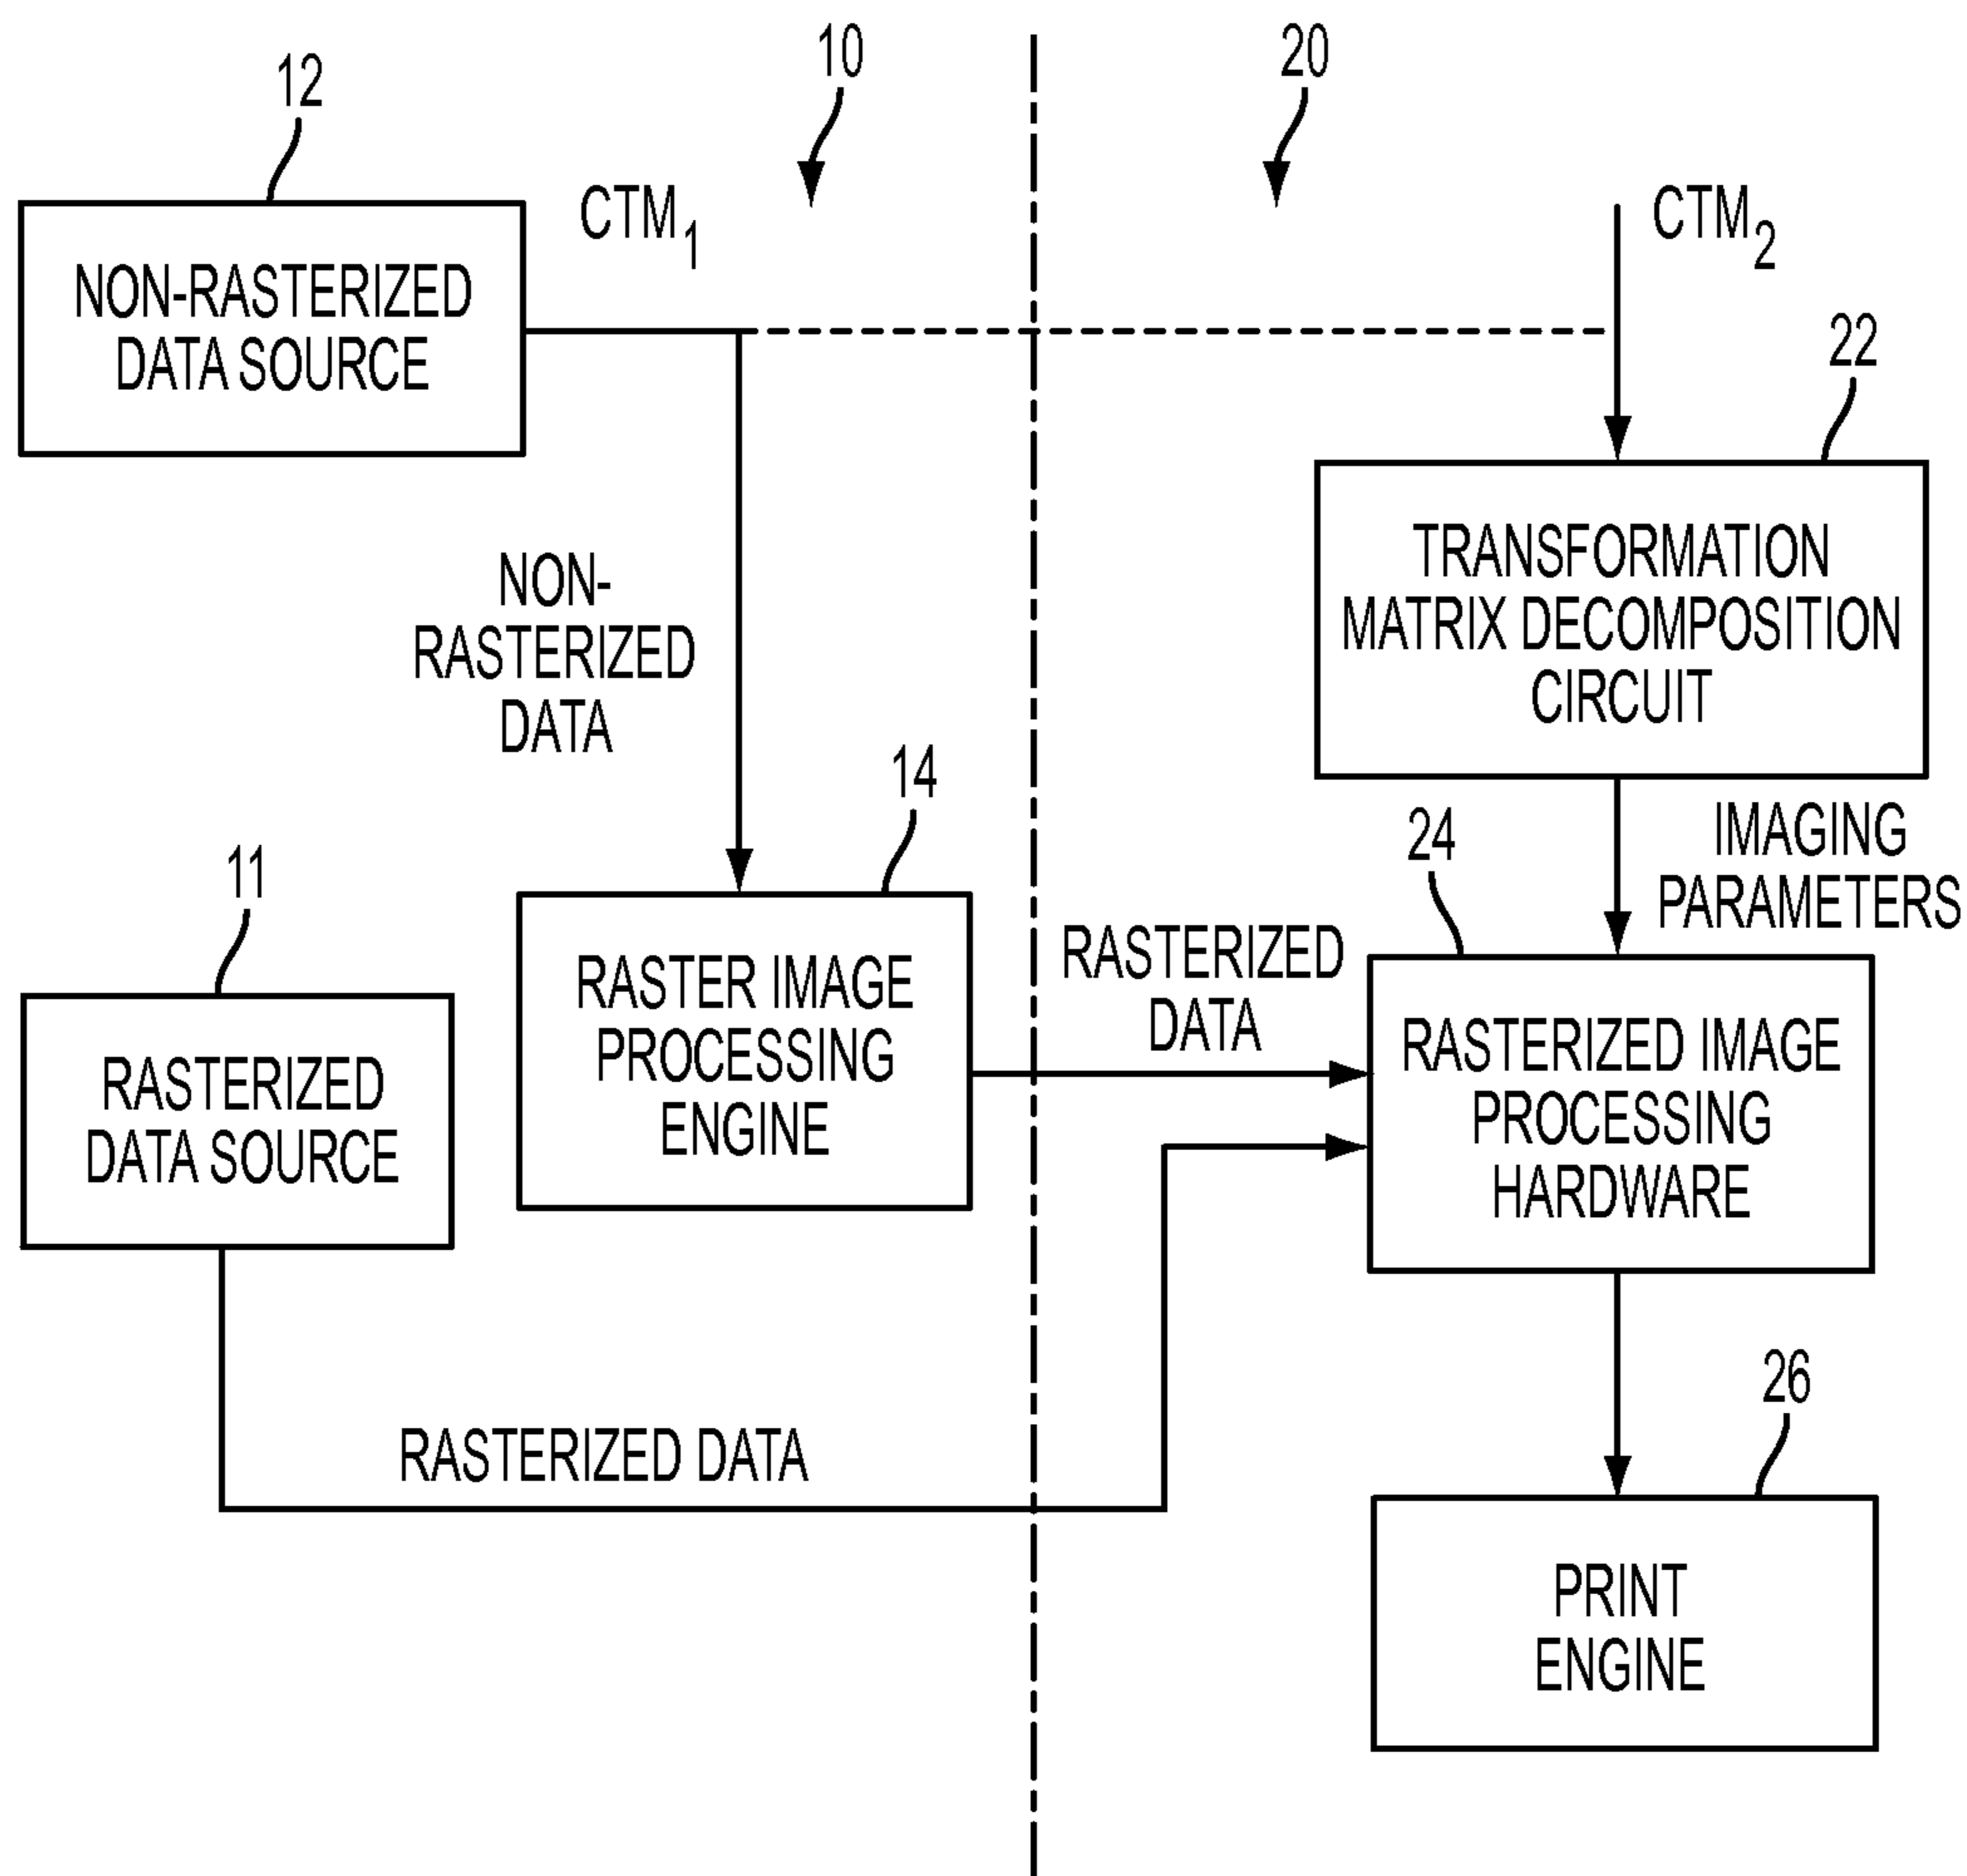 10
20
12
CTM1
CTM2
NON-RASTERIZED
DATA SOURCE
22
TRANSFORMATION
MATRIX DECOMPOSITION
CIRCUIT
NON-
RASTERIZED
DATA
14
11
24
IMAGING
PARAMETERS
RASTER IMAGE
PROCESSING
ENGINE
RASTERIZED
DATA
RASTERIZED
DATA SOURCE
RASTERIZED IMAGE
PROCESSING
HARDWARE
26
RASTERIZED DATA
PRINT
ENGINE